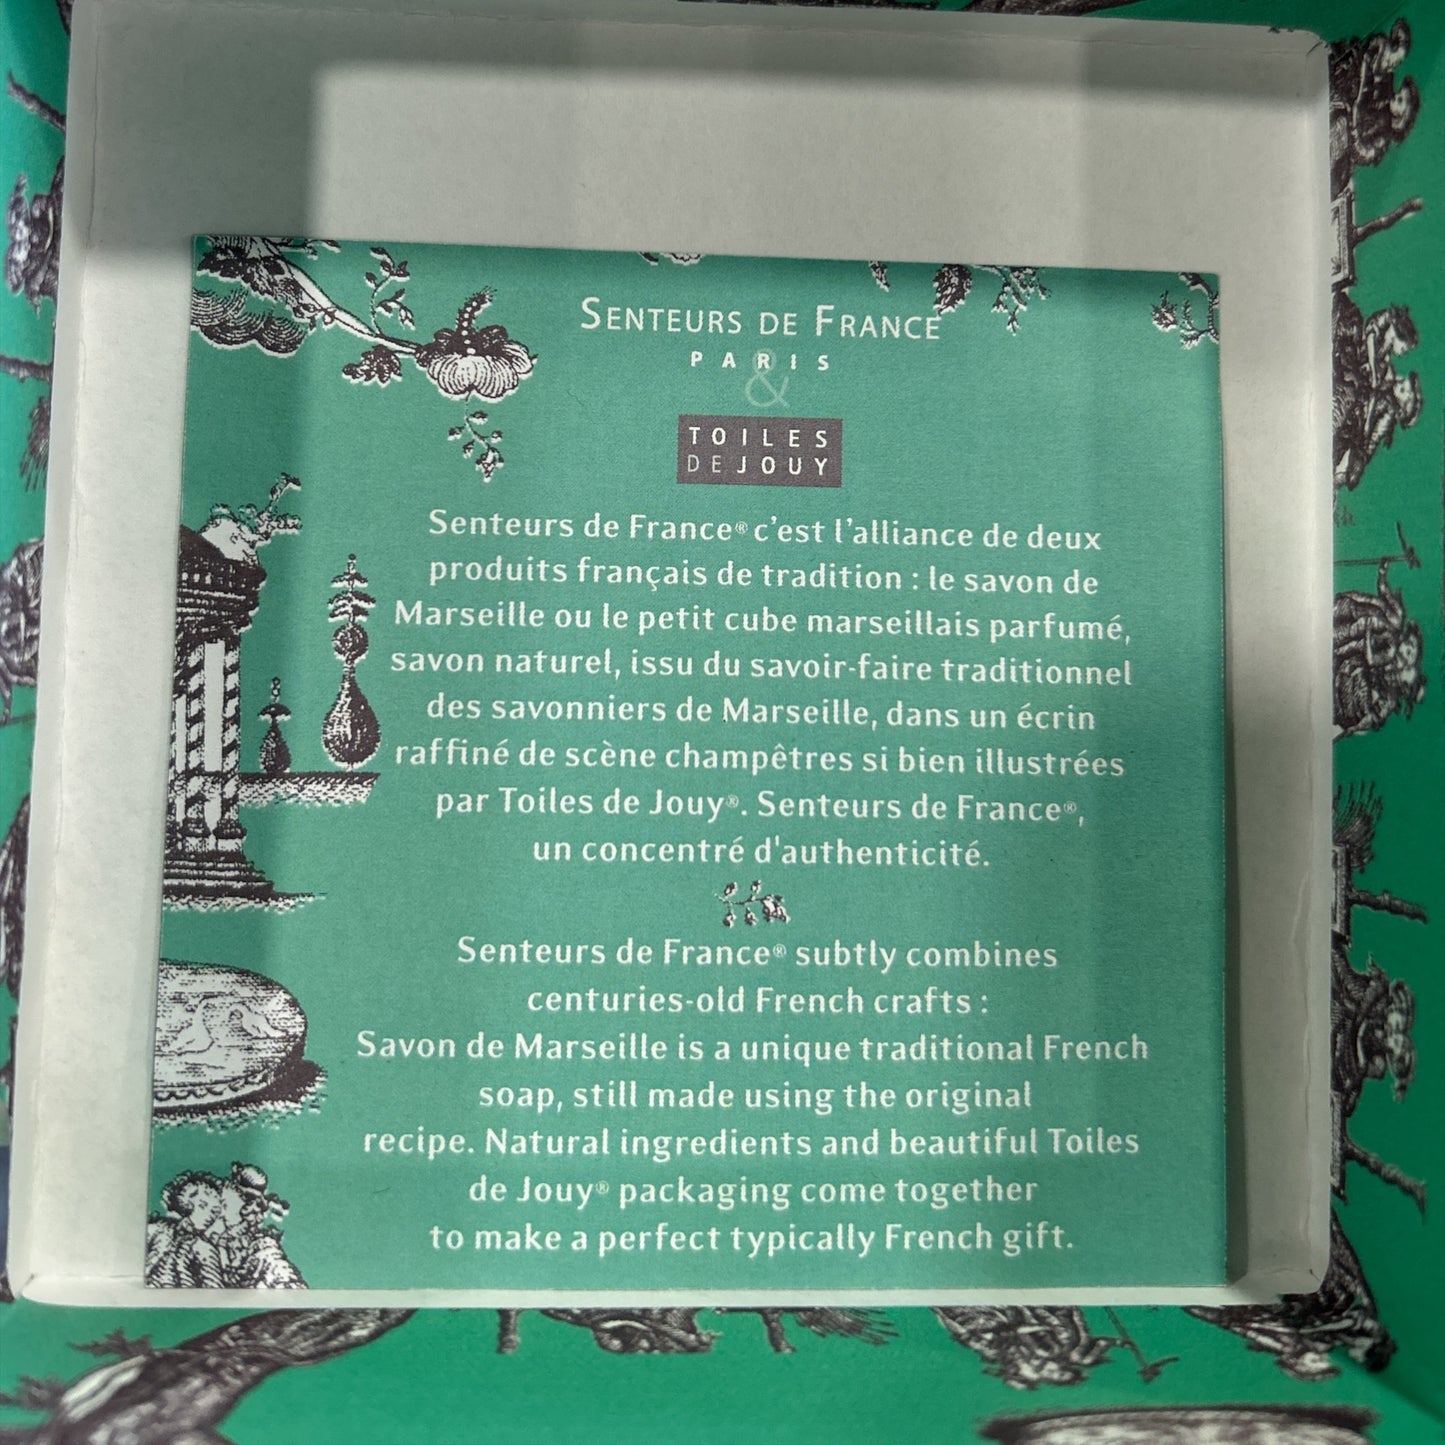 SENTEURS DE FRANCE
PARIS
&
TOILES
DE JOUY
Senteurs de France® c'est l'alliance de deux
produits français de tradition : le savon de
Marseille ou le petit cube marseillais parfumé,
savon naturel, issu du savoir-faire traditionnel
des savonniers de Marseille, dans un écrin
raffiné de scène champêtres si bien illustrées
par Toiles de Jouy®. Senteurs de France®,
un concentré d'authenticité.
Senteurs de France® subtly combines
centuries-old French crafts :
Savon de Marseille is a unique traditional French
soap, still made using the original
recipe. Natural ingredients and beautiful Toiles
de Jouy® packaging come together
to make a perfect typically French gift.